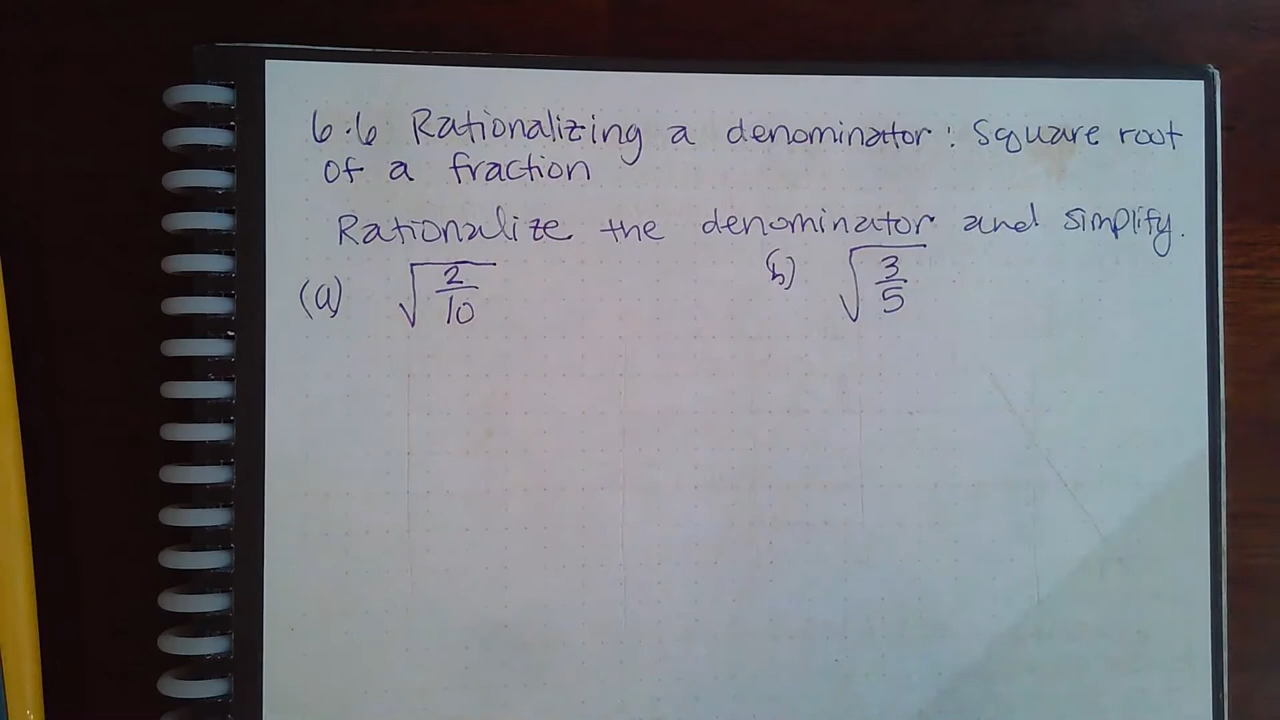 6.6 Rationalizing a denominator: Square root
of a fraction
Rationalize the denominator and simplify.
(a) √(2/10) (b) √(3/5)